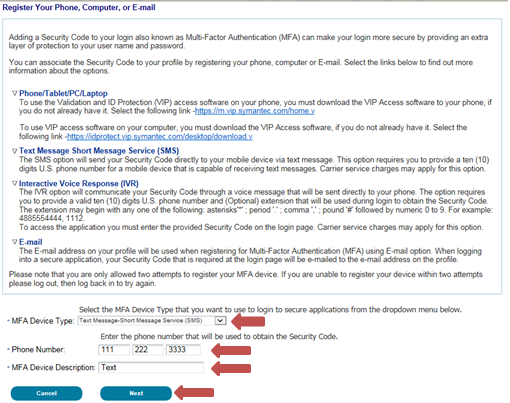 Register Your Phone, Computer, or E-mail
Adding a Security Code to your login also known as Multi-Factor Authentication (MFA) can make your login more secure by providing an extra
layer of protection to your user name and password.
You can associate the Security Code to your profile by registering your phone, computer or E-mail. Select the links below to find out more
information about the options.
▽ Phone/Tablet/PC/Laptop
To use the Validation and ID Protection (VIP) access software on your phone, you must download the VIP Access software to your phone, if
you do not already have it. Select the following link -https://m.vip.symantec.com/home.v
To use VIP access software on your computer, you must download the VIP Access software, if you do not already have it. Select the
following link -https://idprotect.vip.symantec.com/desktop/download.v
▽ Text Message Short Message Service (SMS)
The SMS option will send your Security Code directly to your mobile device via text message. This option requires you to provide a ten (10)
digits U.S. phone number for a mobile device that is capable of receiving text messages. Carrier service charges may apply for this option.
▽ Interactive Voice Response (IVR)
The IVR option will communicate your Security Code through a voice message that will be sent directly to your phone. The option requires
you to provide a valid ten (10) digits U.S. phone number and (Optional) extension that will be used during login to obtain the Security Code.
The extension may begin with any one of the following: asterisks'*' ; period '.' ; comma ',' ; pound '#' followed by numeric 0 to 9. For example:
4885554444, 1112.
To access the application you must enter the provided Security Code on the login page. Carrier service charges may apply for this option.
▽ E-mail
The E-mail address on your profile will be used when registering for Multi-Factor Authentication (MFA) using E-mail option. When logging
into a secure application, your Security Code that is required at the login page will be e-mailed to the e-mail address on the profile.
Please note that you are only allowed two attempts to register your MFA device. If you are unable to register your device within two attempts
please log out, then log back in to try again.
Select the MFA Device Type that you want to use to login to secure applications from the dropdown menu below.
* MFA Device Type: Text Message-Short Message Service (SMS)
Enter the phone number that will be used to obtain the Security Code.
* Phone Number: 111 222 3333
* MFA Device Description: Text
Cancel Next